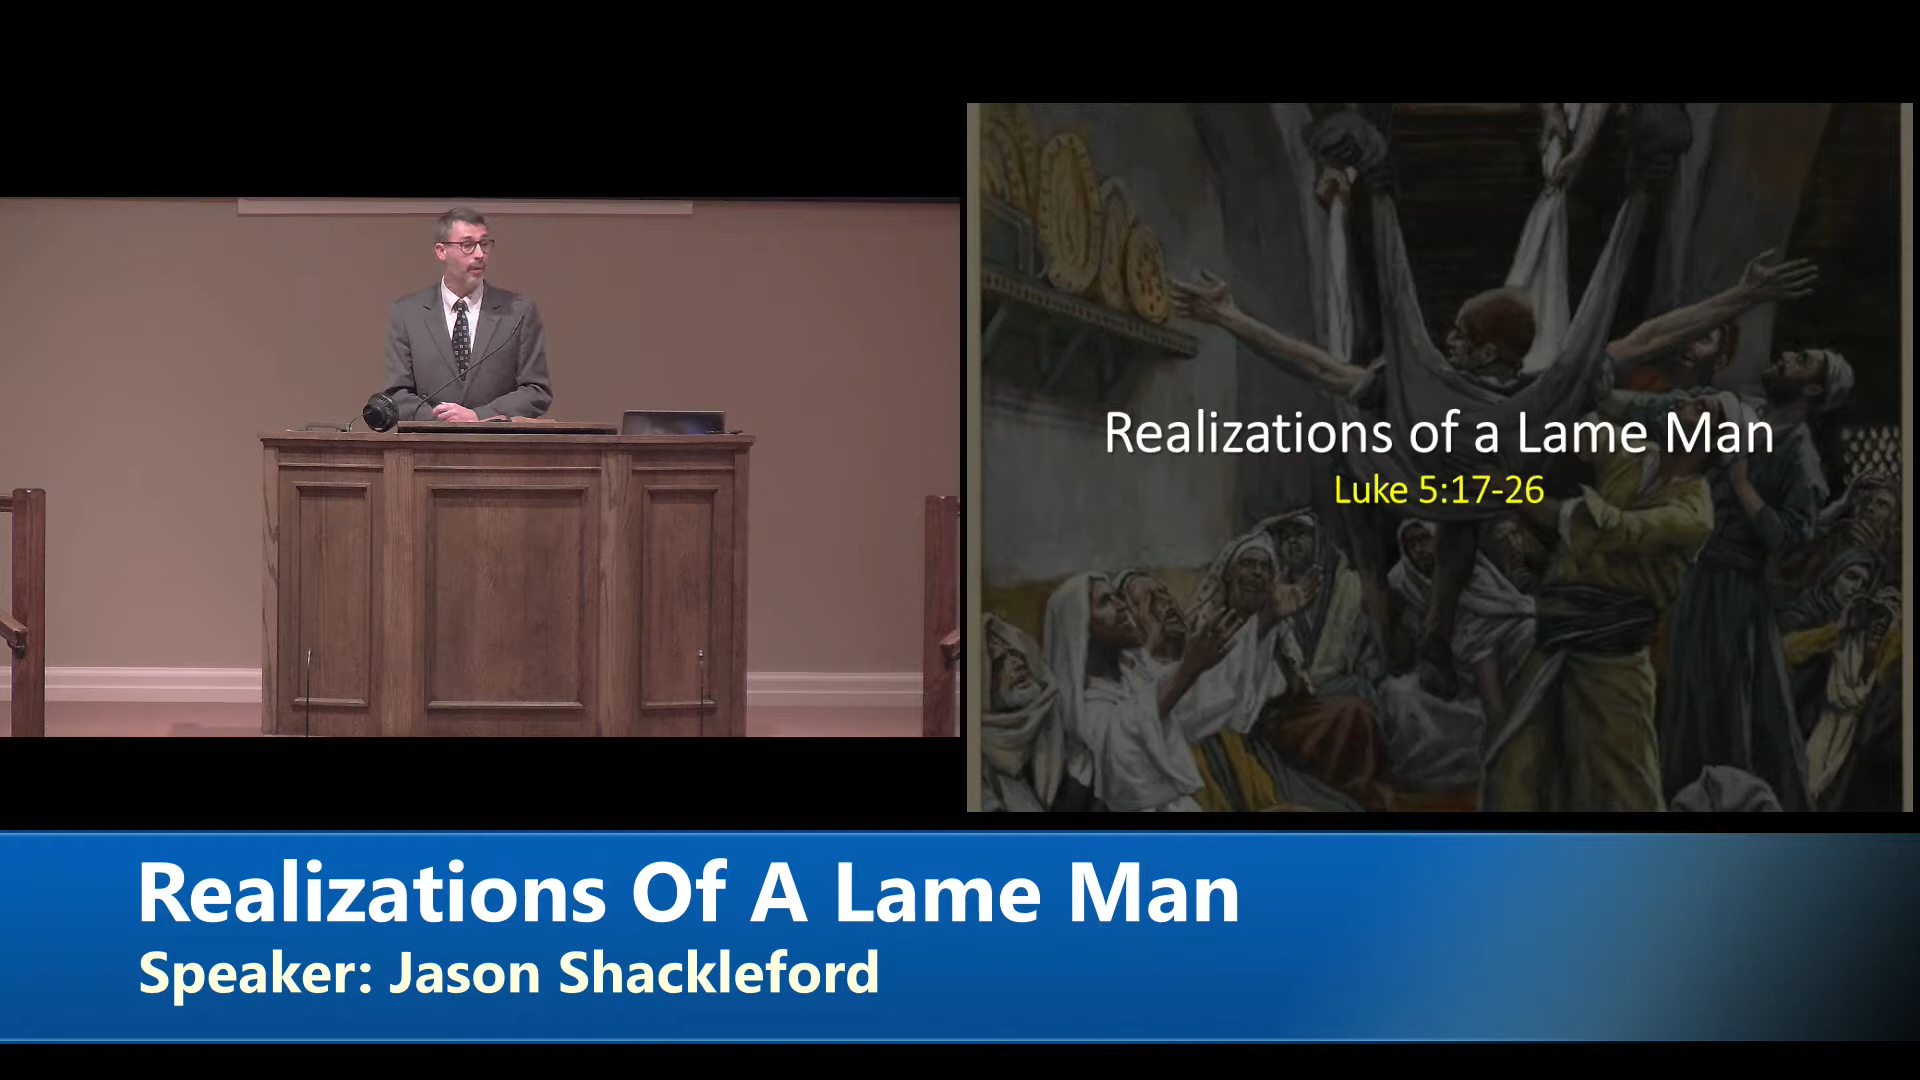 Realizations of a Lame Man
Luke 5:17-26
Realizations Of A Lame Man
Speaker: Jason Shackleford